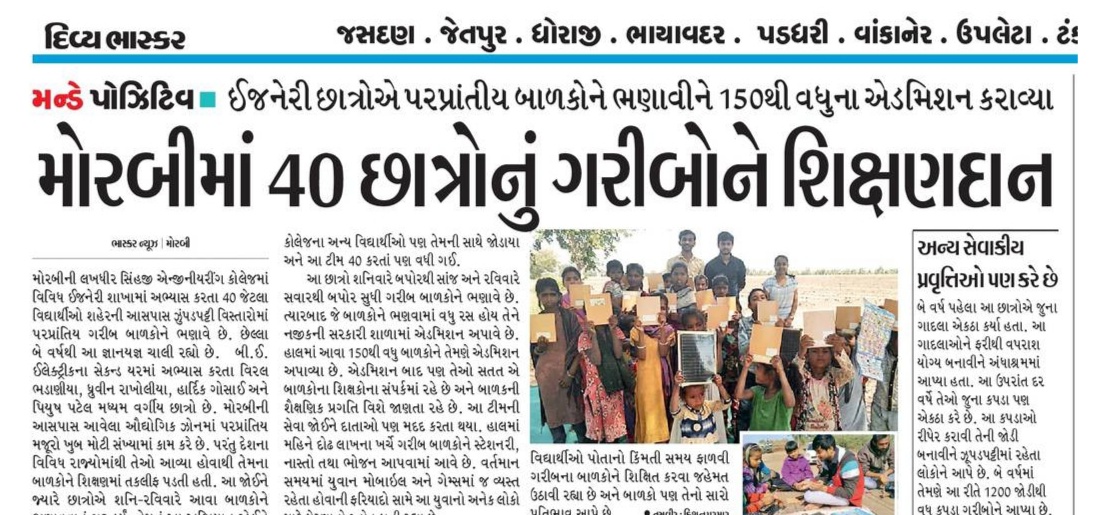 દિવ્ય ભાસ્કર
જસદણ . જેતપુર . ધોરાજી . ભાયાવદર . પડધરી . વાંકાનેર . ઉપલેટા .
મન્ડે પોઝિટિવ ■ ઈજનેરી છાત્રોએ પરપ્રાંતીય બાળકોને ભણાવીને 150થી વધુના એડમિશન કરાવ્યા
મોરબીમાં 40 છાત્રોનું ગરીબોને શિક્ષણદાન
ભાસ્કર ન્યૂઝ | મોરબી
મોરબીની લખધીર સિંહજી એન્જીનીયરીંગ કોલેજમાં
વિવિધ ઈજનેરી શાખામાં અભ્યાસ કરતા 40 જેટલા
વિદ્યાર્થીઓ શહેરની આસપાસ ઝુંપડપટ્ટી વિસ્તારોમાં
પરપ્રાંતિય ગરીબ બાળકોને ભણાવે છે. છેલ્લા
બે વર્ષથી આ જ્ઞાનયજ્ઞ ચાલી રહ્યો છે. બી.ઈ.
ઈલેક્ટ્રીકના સેકન્ડ યરમાં અભ્યાસ કરતા વિરલ
ભડાણીયા, ધ્રુવીન રાખોલીયા, હાર્દિક ગોસાઈ અને
પિયુષ પટેલ મધ્યમ વર્ગીય છાત્રો છે. મોરબીની
આસપાસ આવેલા ઔદ્યોગિક ઝોનમાં પરપ્રાંતિય
મજૂરો ખુબ મોટી સંખ્યામાં કામ કરે છે. પરંતુ દેશના
વિવિધ રાજ્યોમાંથી તેઓ આવ્યા હોવાથી તેમના
બાળકોને શિક્ષણમાં તકલીફ પડતી હતી. આ જોઈને
જ્યારે છાત્રોએ શનિ-રવિવારે આવા બાળકોને
કોલેજના અન્ય વિદ્યાર્થીઓ પણ તેમની સાથે જોડાયા
અને આ ટીમ 40 કરતાં પણ વધી ગઈ.
આ છાત્રો શનિવારે બપોરથી સાંજ અને રવિવારે
સવારથી બપોર સુધી ગરીબ બાળકોને ભણાવે છે.
ત્યારબાદ જે બાળકોને ભણવામાં વધુ રસ હોય તેને
નજીકની સરકારી શાળામાં એડમિશન અપાવે છે.
હાલમાં આવા 150થી વધુ બાળકોને તેમણે એડમિશન
અપાવ્યા છે. એડમિશન બાદ પણ તેઓ સતત એ
બાળકોના શિક્ષકોના સંપર્કમાં રહે છે અને બાળકની
શૈક્ષણિક પ્રગતિ વિશે જાણતા રહે છે. આ ટીમની
સેવા જોઈને દાતાઓ પણ મદદ કરતા થયા. હાલમાં
મહિને દોઢ લાખના ખર્ચે ગરીબ બાળકોને સ્ટેશનરી,
નાસ્તો તથા ભોજન આપવામાં આવે છે. વર્તમાન
સમયમાં યુવાન મોબાઈલ અને ગેમ્સમાં જ વ્યસ્ત
રહેતા હોવાની ફરિયાદો સામે આ યુવાનો અનેક લોકો
વિદ્યાર્થીઓ પોતાનો કિંમતી સમય ફાળવી
ગરીબના બાળકોને શિક્ષિત કરવા જહેમત
ઉઠાવી રહ્યા છે અને બાળકો પણ તેનો સારો
પ્રતિભાવ આપે છે.
અન્ય સેવાકીય
પ્રવૃત્તિઓ પણ કરે છે
બે વર્ષ પહેલા આ છાત્રોએ જુના
ગાદલા એકઠા કર્યા હતા. આ
ગાદલાઓને ફરીથી વપરાશ
યોગ્ય બનાવીને અંધાશ્રમમાં
આપ્યા હતા. આ ઉપરાંત દર
વર્ષે તેઓ જુના કપડા પણ
એકઠા કરે છે. આ કપડાઓ
રીપેર કરાવી તેની જોડી
બનાવીને ઝૂપડપટ્ટીમાં રહેતા
લોકોને આપે છે. બે વર્ષમાં
તેમણે આ રીતે 1200 જોડીથી
વધુ કપડા ગરીબોને આપ્યા છે.